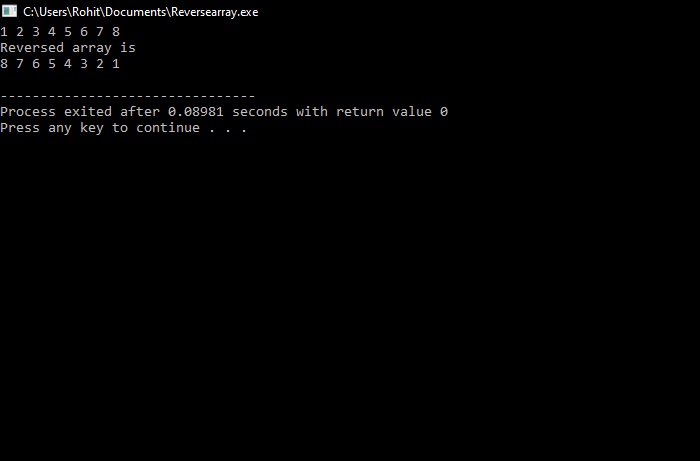 C:\Users\Rohit\Documents\Reversearray.exe
1 2 3 4 5 6 7 8
Reversed array is
8 7 6 5 4 3 2 1
--------------------------------
Process exited after 0.08981 seconds with return value 0
Press any key to continue . . .